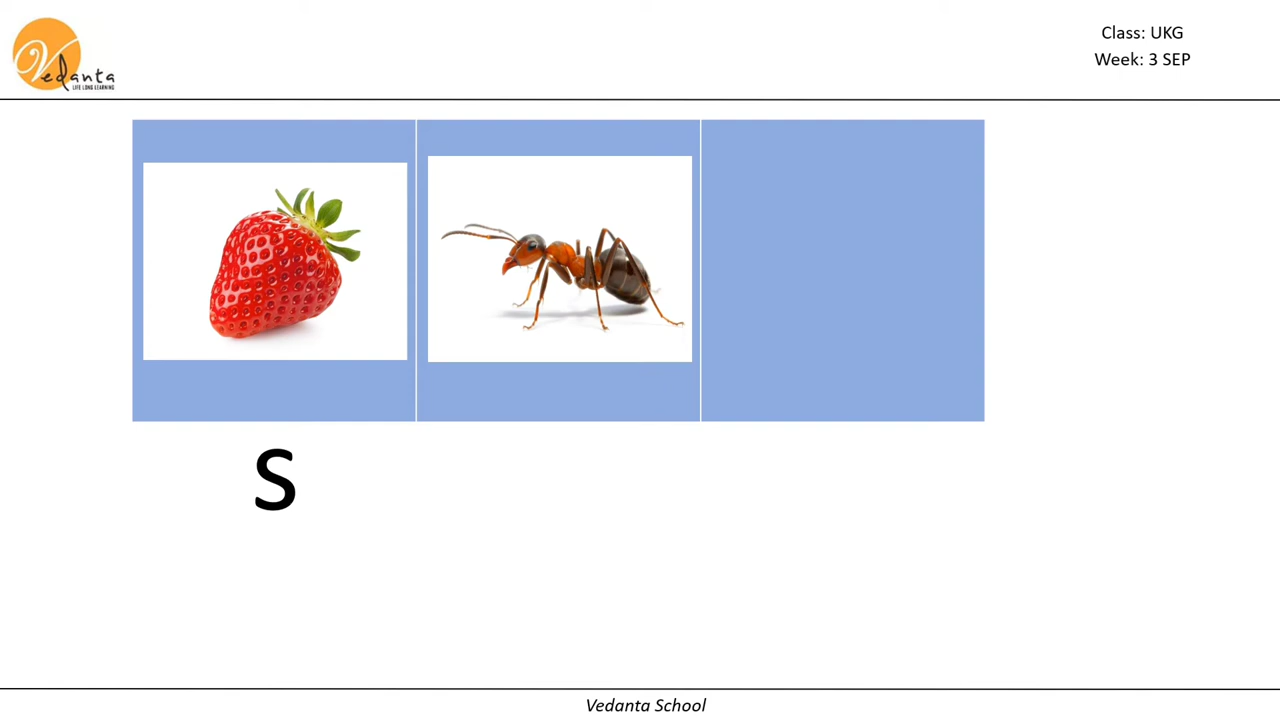 Vedanta
LIFE LONG LEARNING
Class: UKG
Week: 3 SEP
s
Vedanta School